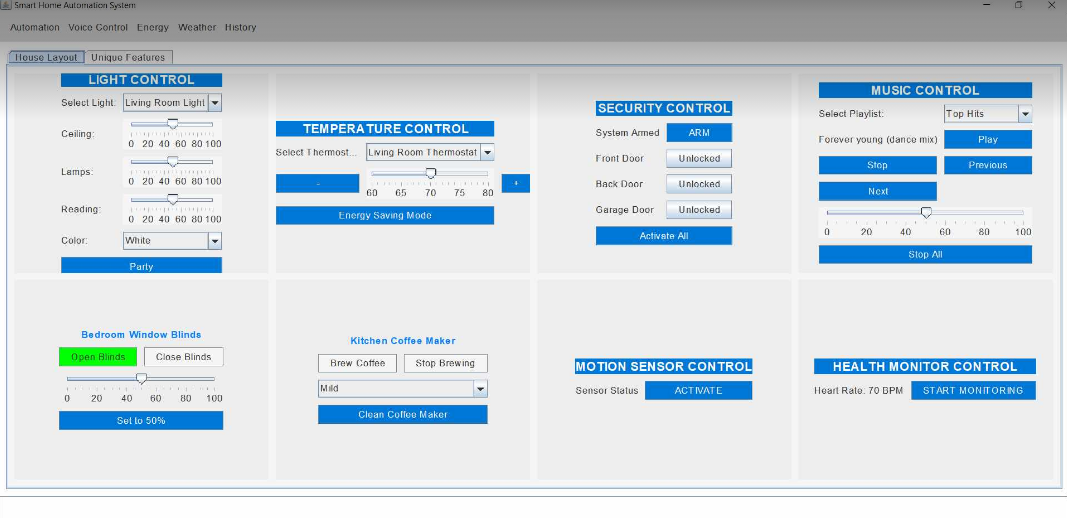 Smart Home Automation System
Automation Voice Control Energy Weather History
House Layout Unique Features
LIGHT CONTROL
Select Light: Living Room Light
Ceiling:
0 20 40 60 80 100
Lamps:
0 20 40 60 80 100
Reading:
0 20 40 60 80 100
Color: White
Party
TEMPERATURE CONTROL
Select Thermost... Living Room Thermostat
- +
60 65 70 75 80
Energy Saving Mode
SECURITY CONTROL
System Armed ARM
Front Door Unlocked
Back Door Unlocked
Garage Door Unlocked
Activate All
MUSIC CONTROL
Select Playlist: Top Hits
Forever young (dance mix) Play
Stop Previous
Next
0 20 40 60 80 100
Stop All
Bedroom Window Blinds
Open Blinds Close Blinds
0 20 40 60 80 100
Set to 50%
Kitchen Coffee Maker
Brew Coffee Stop Brewing
Mild
Clean Coffee Maker
MOTION SENSOR CONTROL
Sensor Status ACTIVATE
HEALTH MONITOR CONTROL
Heart Rate: 70 BPM START MONITORING